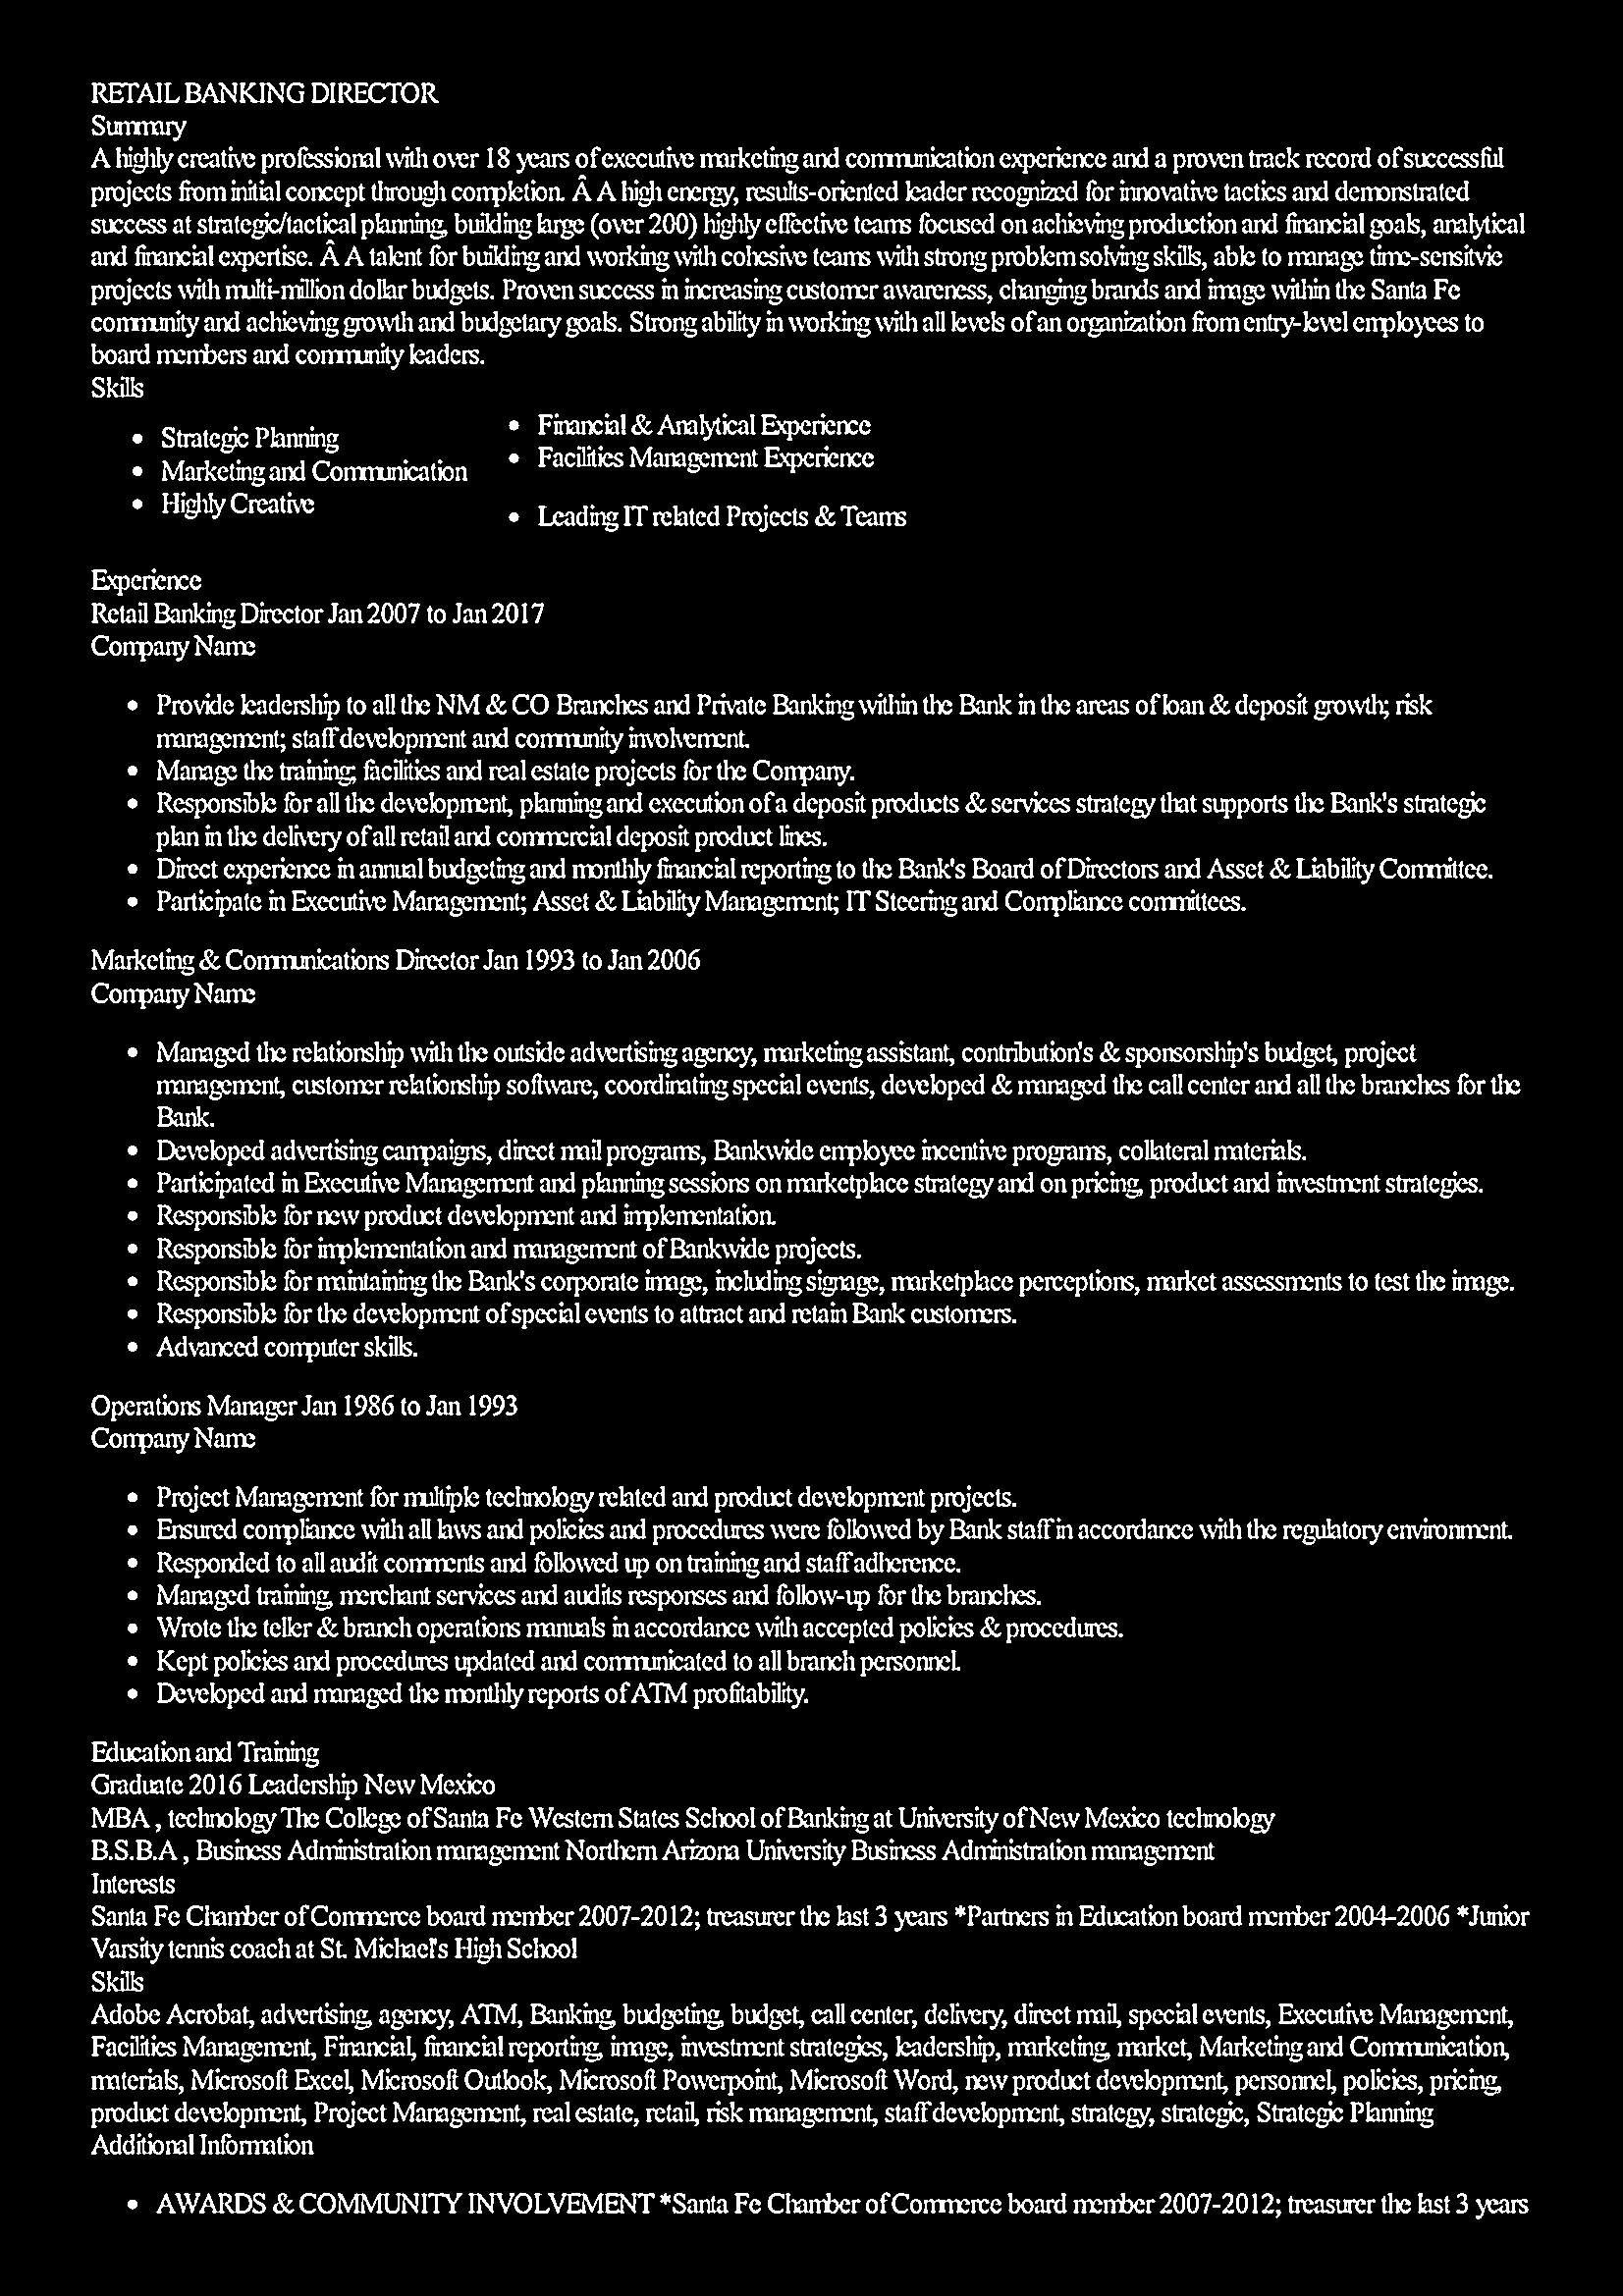 RETAIL BANKING DIRECTOR
Summary
A highly creative professional with over 18 years of executive marketing and communication experience and a proven track record of successful
projects from initial concept through completion. Â A high energy, results-oriented leader recognized for innovative tactics and demonstrated
success at strategic/tactical planning, building large (over 200) highly effective teams focused on achieving production and financial goals, analytical
and financial expertise. Â A talent for building and working with cohesive teams with strong problem solving skills, able to manage time-sensitvie
projects with multi-million dollar budgets. Proven success in increasing customer awareness, changing brands and image within the Santa Fe
community and achieving growth and budgetary goals. Strong ability in working with all levels of an organization from entry-level employees to
board members and community leaders.
Skills
• Strategic Planning
• Marketing and Communication
• Highly Creative
• Financial & Analytical Experience
• Facilities Management Experience
• Leading IT related Projects & Teams
Experience
Retail Banking Director Jan 2007 to Jan 2017
Company Name
• Provide leadership to all the NM & CO Branches and Private Banking within the Bank in the areas of loan & deposit growth; risk
management; staff development and community involvement.
• Manage the training; facilities and real estate projects for the Company.
• Responsible for all the development, planning and execution of a deposit products & services strategy that supports the Bank's strategic
plan in the delivery of all retail and commercial deposit product lines.
• Direct experience in annual budgeting and monthly financial reporting to the Bank's Board of Directors and Asset & Liability Committee.
• Participate in Executive Management; Asset & Liability Management; IT Steering and Compliance committees.
Marketing & Communications Director Jan 1993 to Jan 2006
Company Name
• Managed the relationship with the outside advertising agency, marketing assistant, contribution's & sponsorship's budget, project
management, customer relationship software, coordinating special events, developed & managed the call center and all the branches for the
Bank.
• Developed advertising campaigns, direct mail programs, Bankwide employee incentive programs, collateral materials.
• Participated in Executive Management and planning sessions on marketplace strategy and on pricing, product and investment strategies.
• Responsible for new product development and implementation.
• Responsible for implementation and management of Bankwide projects.
• Responsible for maintaining the Bank's corporate image, including signage, marketplace perceptions, market assessments to test the image.
• Responsible for the development of special events to attract and retain Bank customers.
• Advanced computer skills.
Operations Manager Jan 1986 to Jan 1993
Company Name
• Project Management for multiple technology related and product development projects.
• Ensured compliance with all laws and policies and procedures were followed by Bank staff in accordance with the regulatory environment.
• Responded to all audit comments and followed up on training and staff adherence.
• Managed training, merchant services and audits responses and follow-up for the branches.
• Wrote the teller & branch operations manuals in accordance with accepted policies & procedures.
• Kept policies and procedures updated and communicated to all branch personnel.
• Developed and managed the monthly reports of ATM profitability.
Education and Training
Graduate 2016 Leadership New Mexico
MBA , technology The College of Santa Fe Western States School of Banking at University of New Mexico technology
B.S.B.A , Business Administration management Northern Arizona University Business Administration management
Interests
Santa Fe Chamber of Commerce board member 2007-2012; treasurer the last 3 years *Partners in Education board member 2004-2006 *Junior
Varsity tennis coach at St. Michael's High School
Skills
Adobe Acrobat, advertising, agency, ATM, Banking, budgeting, budget, call center, delivery, direct mail, special events, Executive Management,
Facilities Management, Financial, financial reporting, image, investment strategies, leadership, marketing, market, Marketing and Communication,
materials, Microsoft Excel, Microsoft Outlook, Microsoft Powerpoint, Microsoft Word, new product development, personnel, policies, pricing,
product development, Project Management, real estate, retail, risk management, staff development, strategy, strategic, Strategic Planning
Additional Information
• AWARDS & COMMUNITY INVOLVEMENT *Santa Fe Chamber of Commerce board member 2007-2012; treasurer the last 3 years